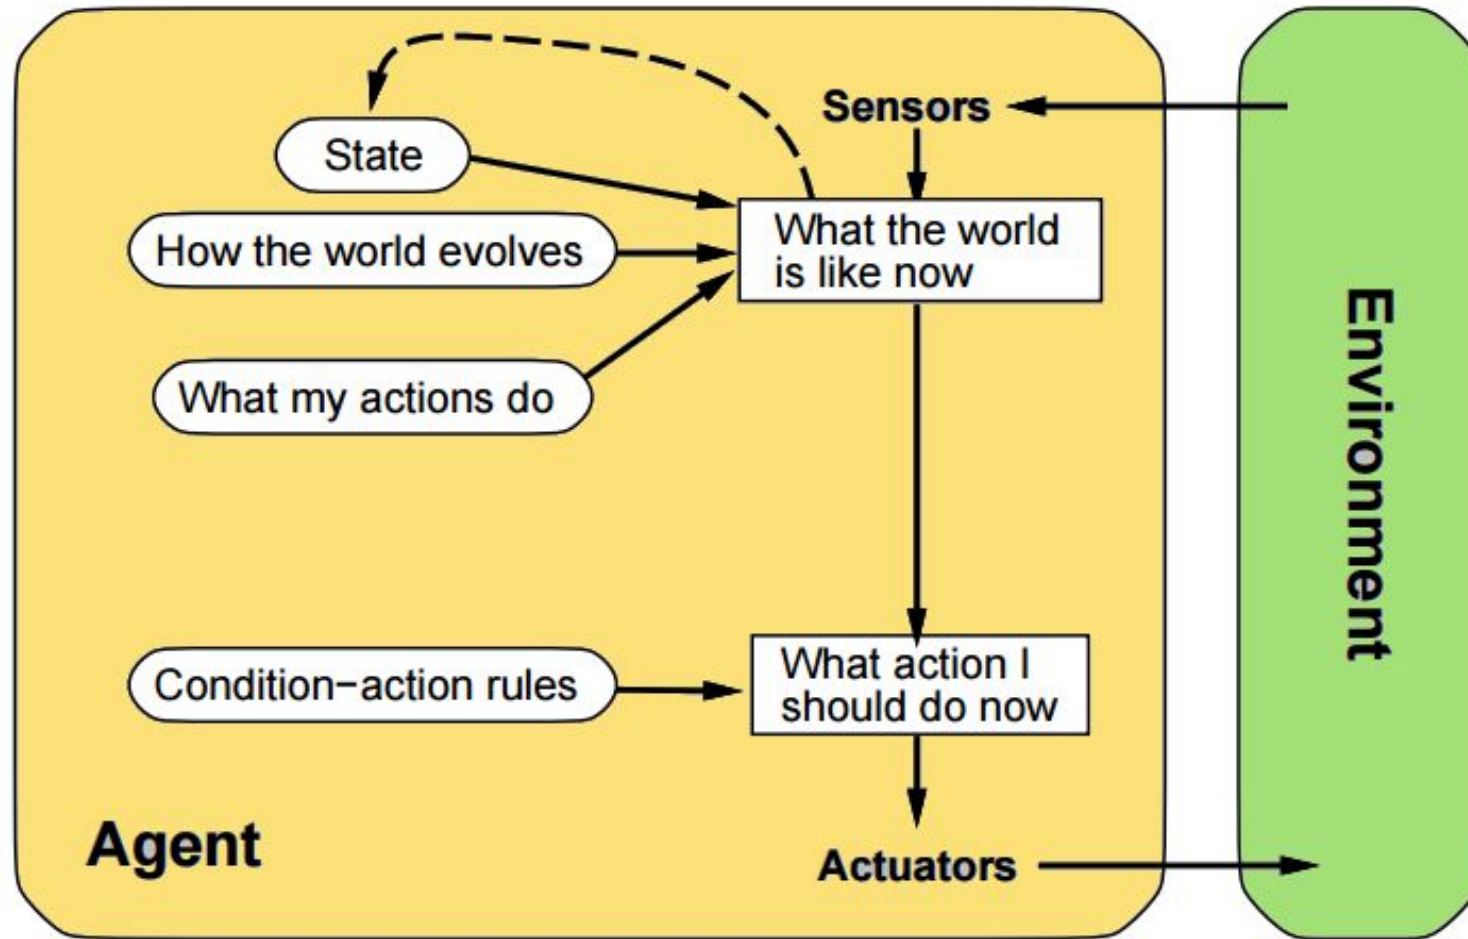 Sensors
State
What the world
is like now
How the world evolves
What my actions do
Environment
Condition−action rules
What action I
should do now
Agent
Actuators